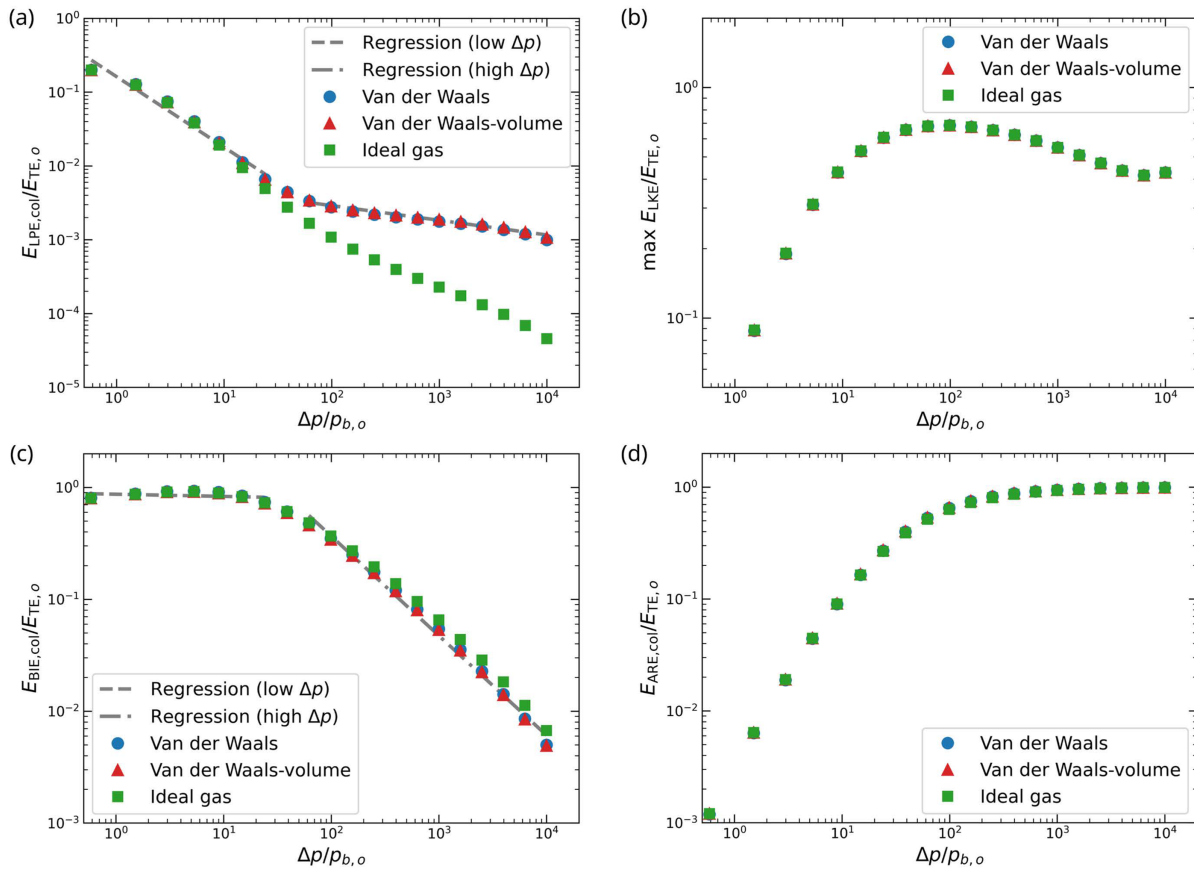 (a)
10^0
10^-1
10^-2
10^-3
10^-4
10^-5
E_LPE,col/E_TE,o
Regression (low Δp)
Regression (high Δp)
Van der Waals
Van der Waals-volume
Ideal gas
10^0 10^1 10^2 10^3 10^4
Δp/p_b,o
(b)
10^0
10^-1
max E_LKE/E_TE,o
Van der Waals
Van der Waals-volume
Ideal gas
10^0 10^1 10^2 10^3 10^4
Δp/p_b,o
(c)
10^0
10^-1
10^-2
10^-3
E_BIE,col/E_TE,o
Regression (low Δp)
Regression (high Δp)
Van der Waals
Van der Waals-volume
Ideal gas
10^0 10^1 10^2 10^3 10^4
Δp/p_b,o
(d)
10^0
10^-1
10^-2
10^-3
E_ARE,col/E_TE,o
Van der Waals
Van der Waals-volume
Ideal gas
10^0 10^1 10^2 10^3 10^4
Δp/p_b,o